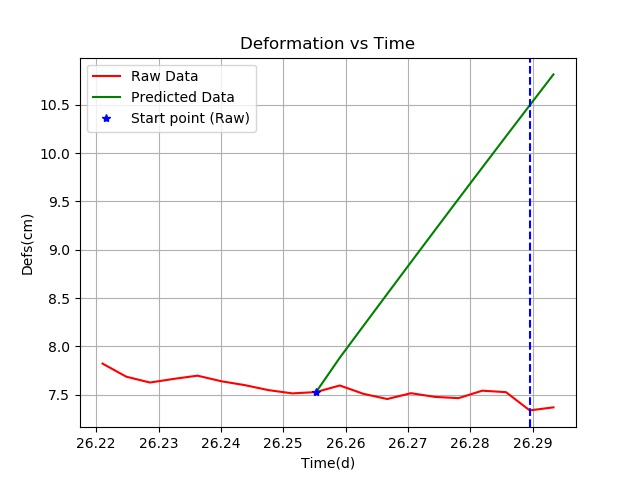 Deformation vs Time
Raw Data
Predicted Data
Start point (Raw)
Defs(cm)
10.5
10.0
9.5
9.0
8.5
8.0
7.5
26.22 26.23 26.24 26.25 26.26 26.27 26.28 26.29
Time(d)